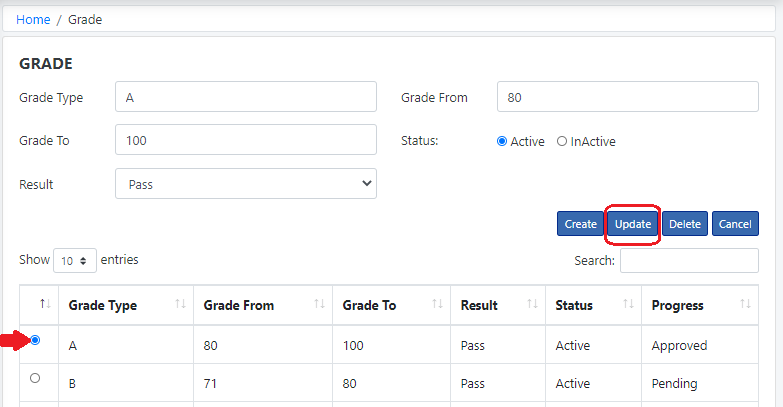 Home / Grade
GRADE
Grade Type A Grade From 80
Grade To 100 Status: Active InActive
Result Pass
Create Update Delete Cancel
Show 10 entries Search:
Grade Type Grade From Grade To Result Status Progress
A 80 100 Pass Active Approved
B 71 80 Pass Active Pending